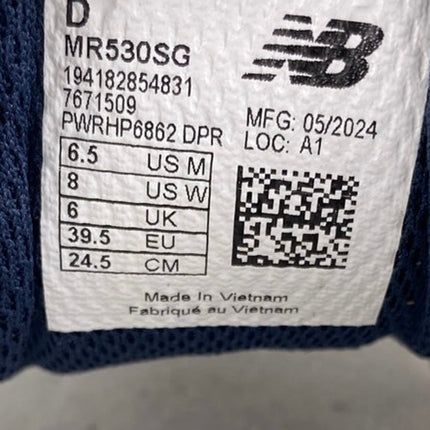 D
MR530SG
194182854831
7671509
PWRHP6862 DPR
MFG: 05/2024
LOC: A1
6.5 US M
8 US W
6 UK
39.5 EU
24.5 CM
Made In Vietnam
Fabriqué au Vietnam
NB